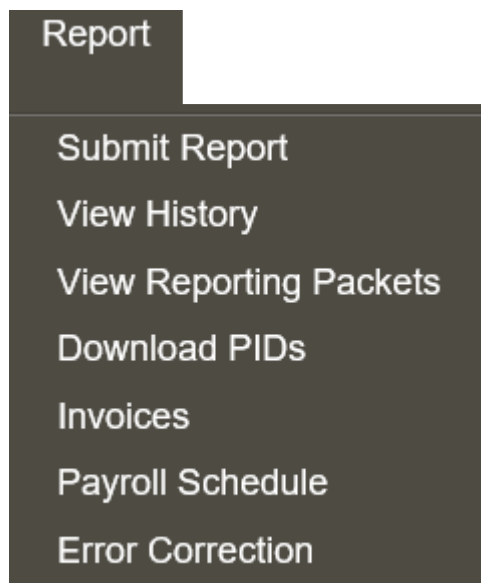 Report
Submit Report
View History
View Reporting Packets
Download PIDs
Invoices
Payroll Schedule
Error Correction